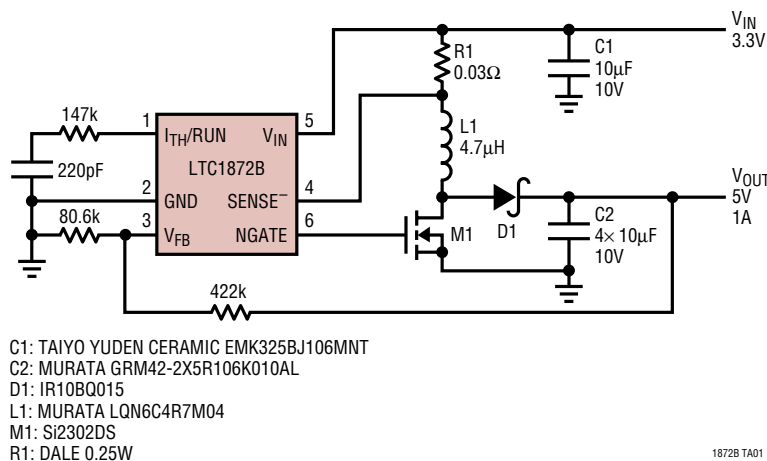 VIN
3.3V
R1
0.03Ω
C1
10µF
10V
147k
1
5
ITH/RUN
VIN
L1
4.7µH
220pF
LTC1872B
2
4
GND
SENSE–
VOUT
5V
1A
80.6k
3
6
VFB
NGATE
M1
D1
C2
4× 10µF
10V
422k
C1: TAIYO YUDEN CERAMIC EMK325BJ106MNT
C2: MURATA GRM42-2X5R106K010AL
D1: IR10BQ015
L1: MURATA LQN6C4R7M04
M1: Si2302DS
R1: DALE 0.25W
1872B TA01